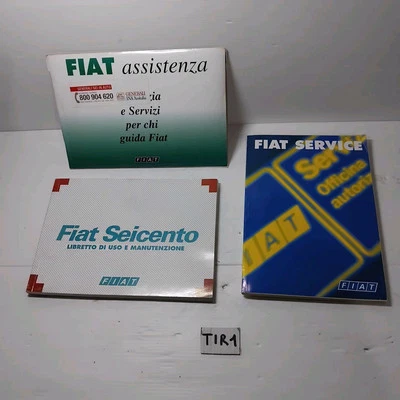 FIAT assistenza
800 904 620
e Servizi
per chi
guida Fiat
FIAT
FIAT SERVICE
Officina
FIAT
FIAT
Fiat Seicento
LIBRETTO DI USO E MANUTENZIONE
FIAT
TIR1